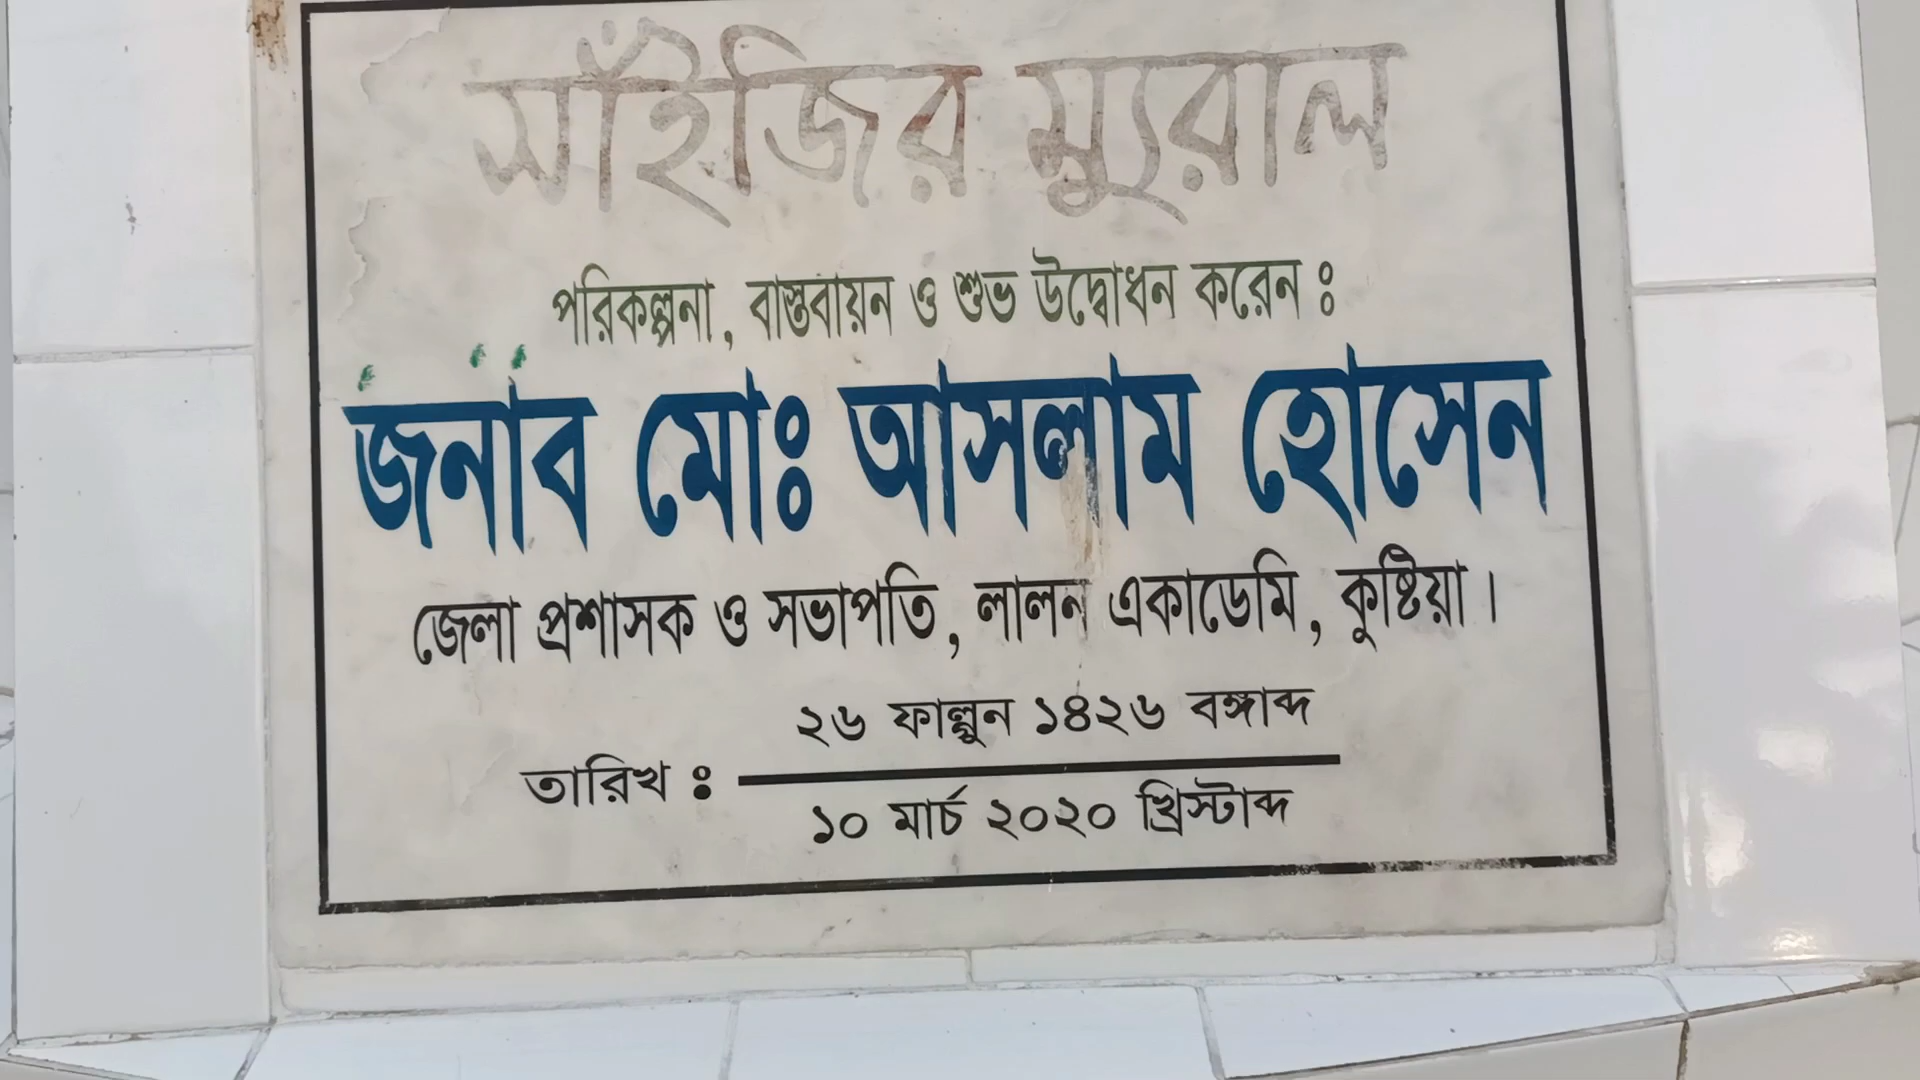 সাঁইজির ম্যুরাল
পরিকল্পনা, বাস্তবায়ন ও শুভ উদ্বোধন করেন ঃ
জনাব মোঃ আসলাম হোসেন
জেলা প্রশাসক ও সভাপতি, লালন একাডেমি, কুষ্টিয়া।
২৬ ফাল্গুন ১৪২৬ বঙ্গাব্দ
তারিখ ঃ
১০ মার্চ ২০২০ খ্রিস্টাব্দ